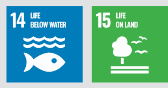 14 LIFE
BELOW WATER
15 LIFE
ON LAND